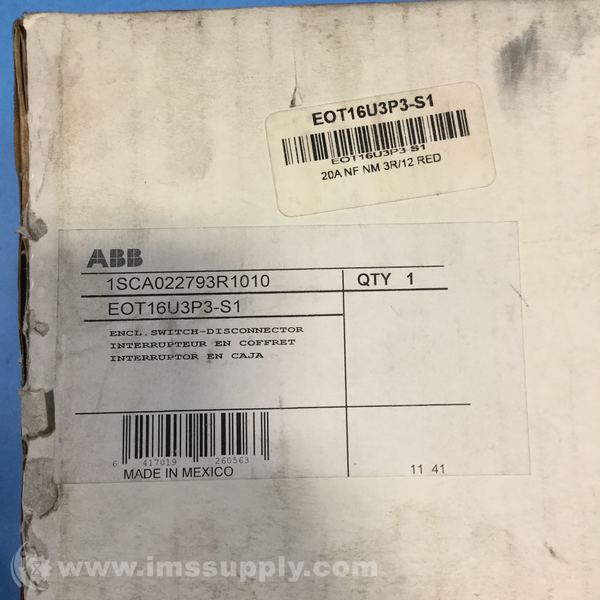 EOT16U3P3-S1
EOT16U3P3-S1
20A NF NM 3R/12 RED
ABB
1SCA022793R1010
QTY 1
EOT16U3P3-S1
ENCL.SWITCH-DISCONNECTOR
INTERRUPTEUR EN COFFRET
INTERRUPTOR EN CAJA
6 417019 260563
MADE IN MEXICO
11 41
www.imssupply.com